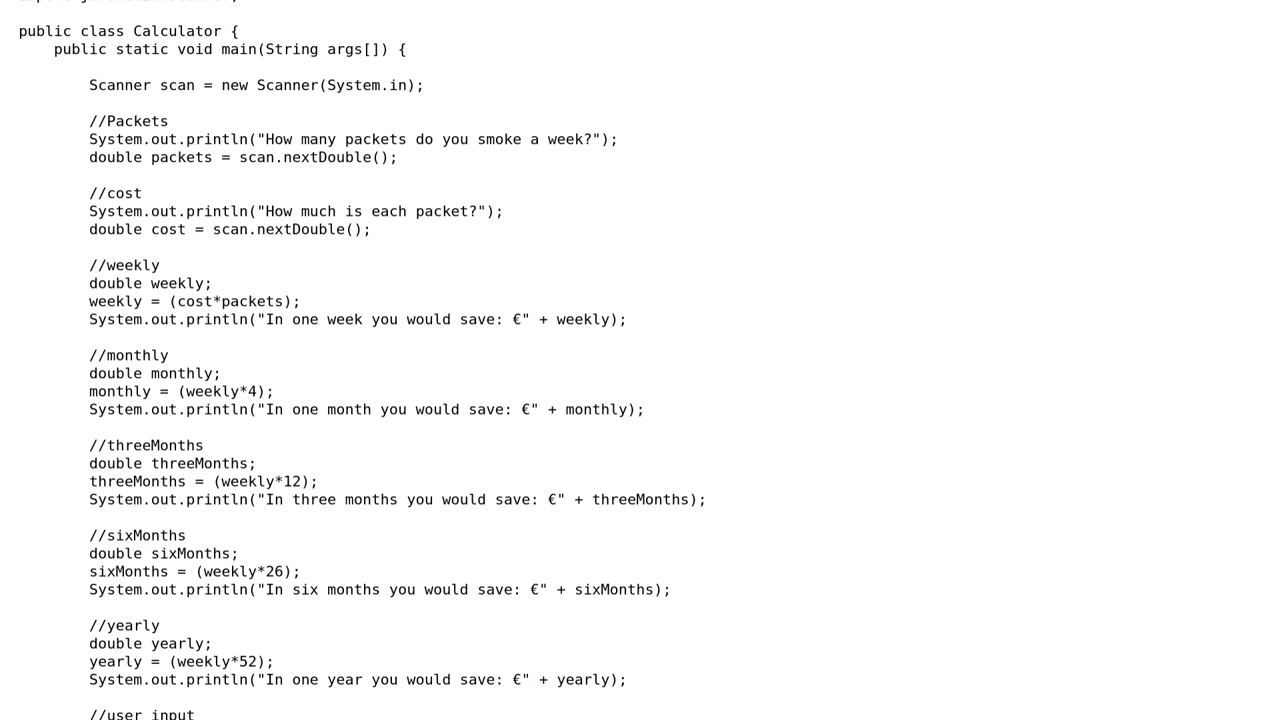 public class Calculator {
    public static void main(String args[]) {

        Scanner scan = new Scanner(System.in);

        //Packets
        System.out.println("How many packets do you smoke a week?");
        double packets = scan.nextDouble();

        //cost
        System.out.println("How much is each packet?");
        double cost = scan.nextDouble();

        //weekly
        double weekly;
        weekly = (cost*packets);
        System.out.println("In one week you would save: €" + weekly);

        //monthly
        double monthly;
        monthly = (weekly*4);
        System.out.println("In one month you would save: €" + monthly);

        //threeMonths
        double threeMonths;
        threeMonths = (weekly*12);
        System.out.println("In three months you would save: €" + threeMonths);

        //sixMonths
        double sixMonths;
        sixMonths = (weekly*26);
        System.out.println("In six months you would save: €" + sixMonths);

        //yearly
        double yearly;
        yearly = (weekly*52);
        System.out.println("In one year you would save: €" + yearly);

        //user input